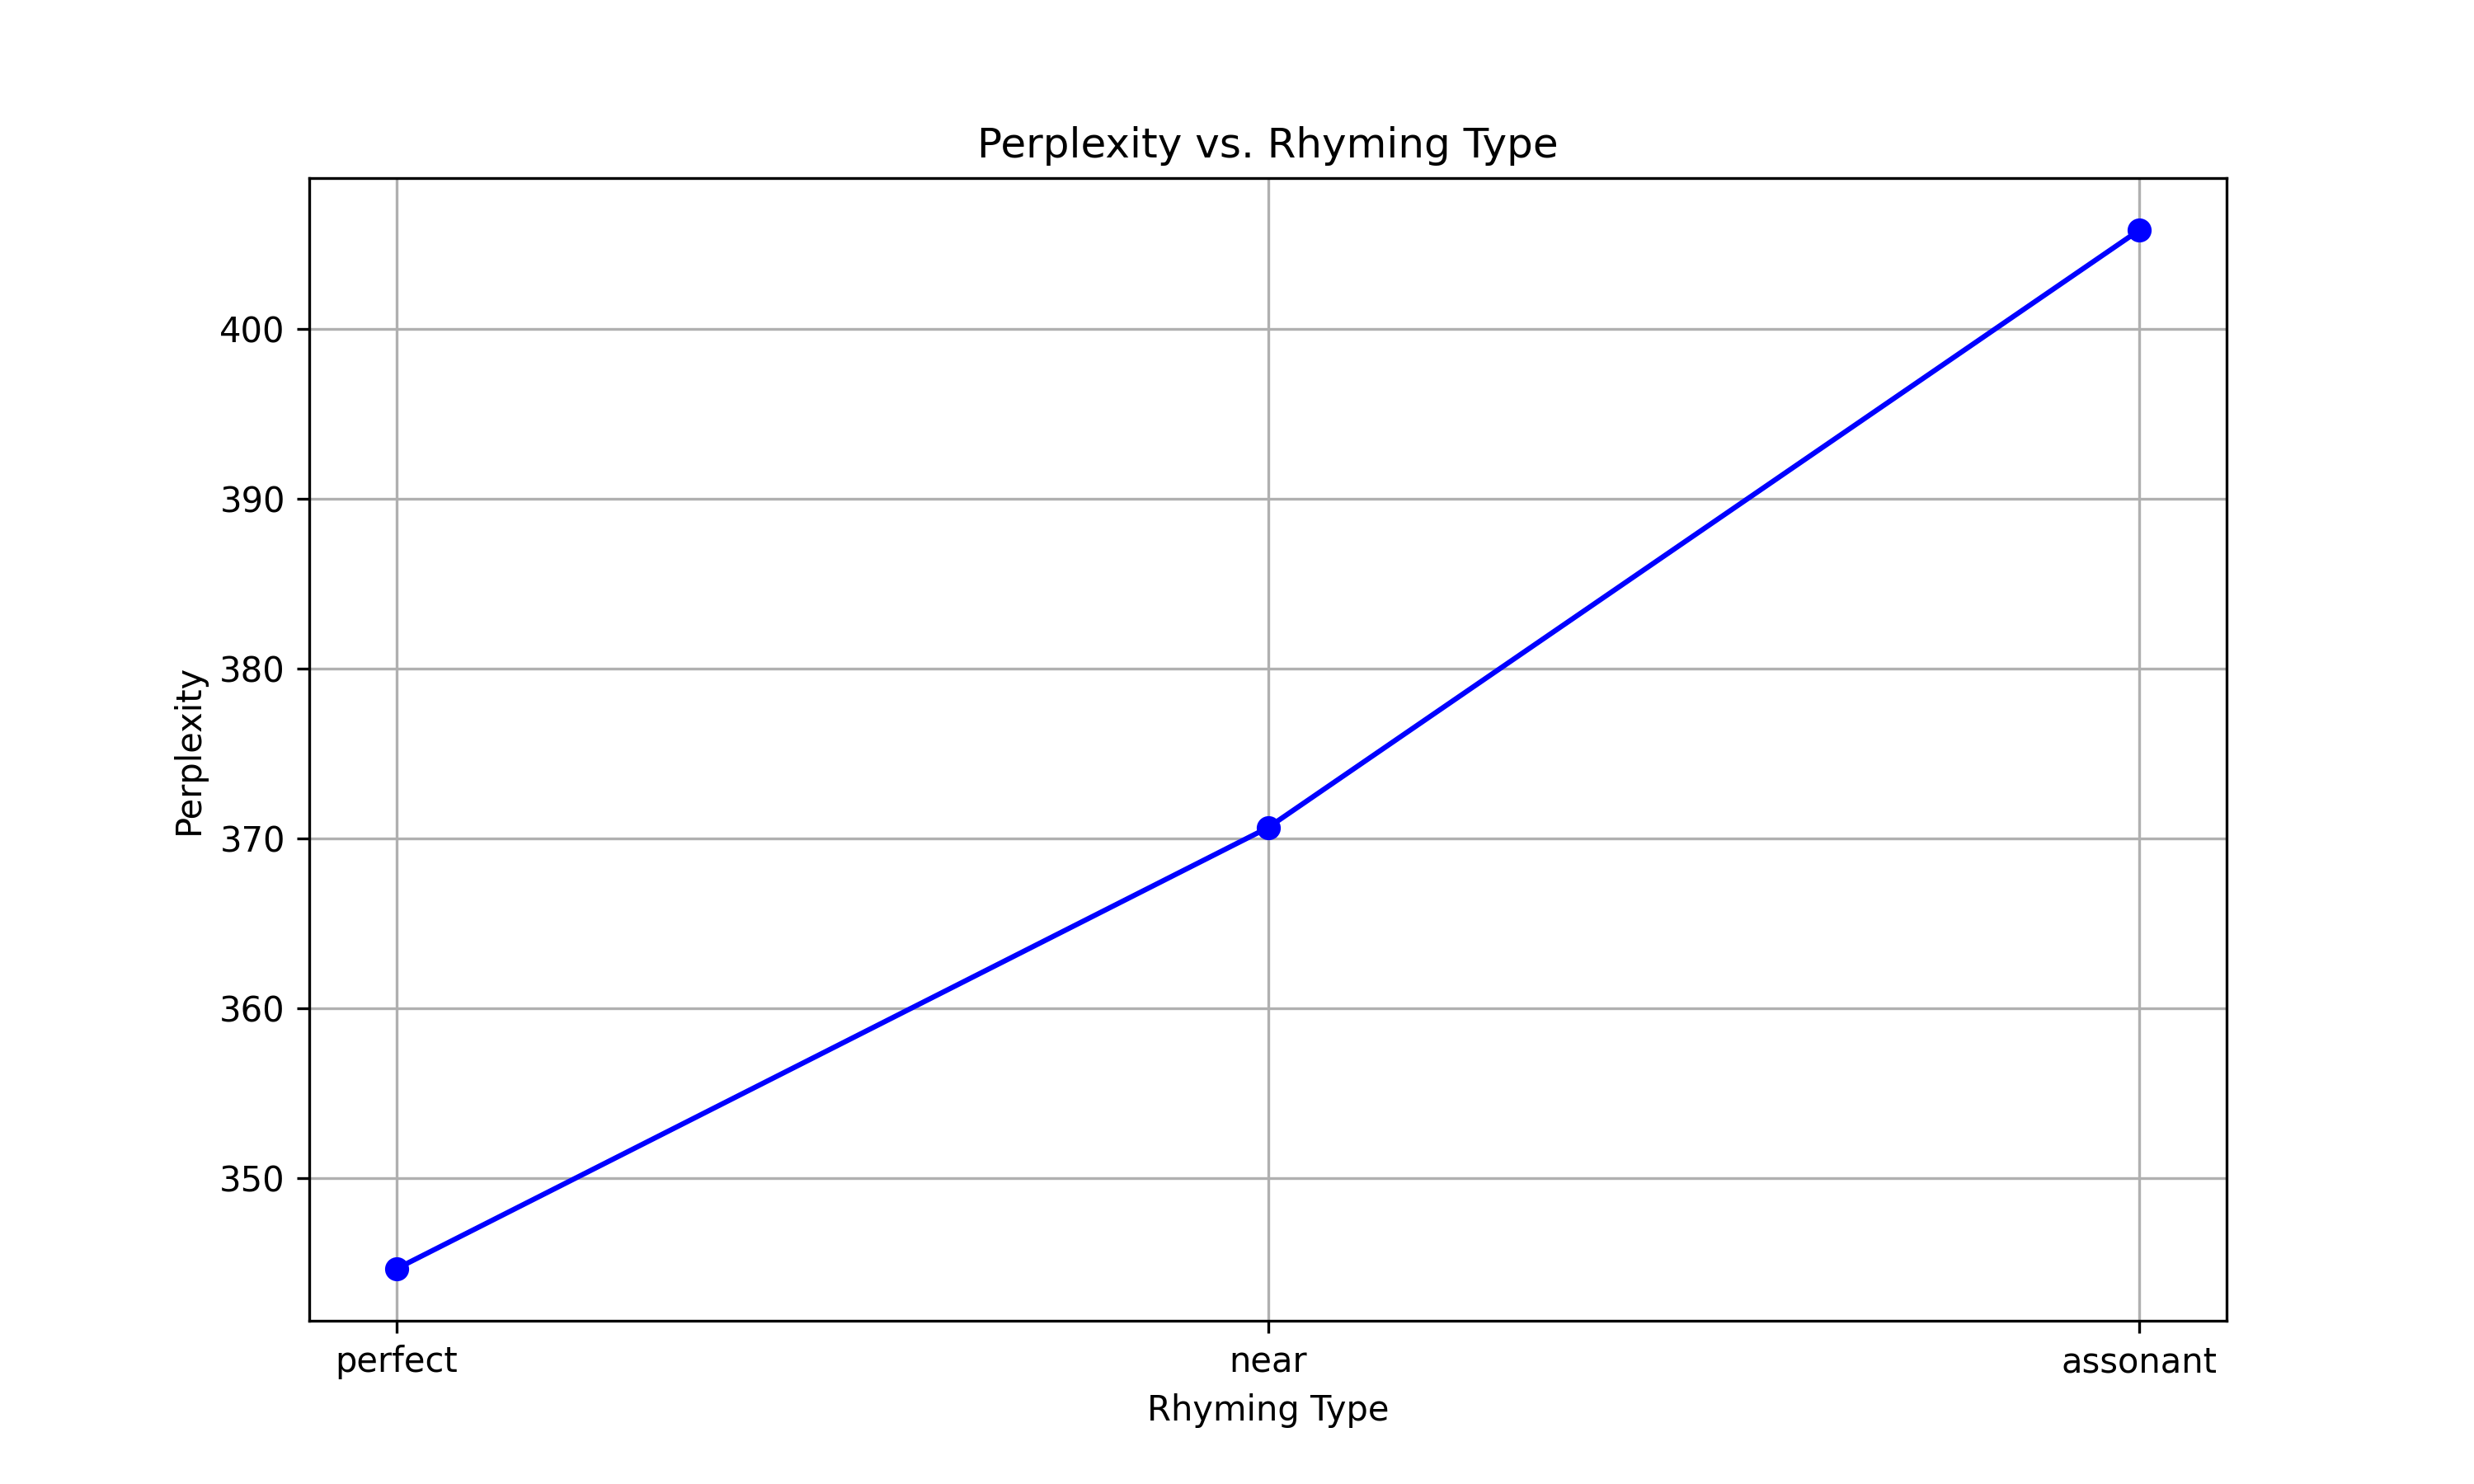 Perplexity vs. Rhyming Type
400
390
380
370
360
350
Perplexity
perfect
near
assonant
Rhyming Type